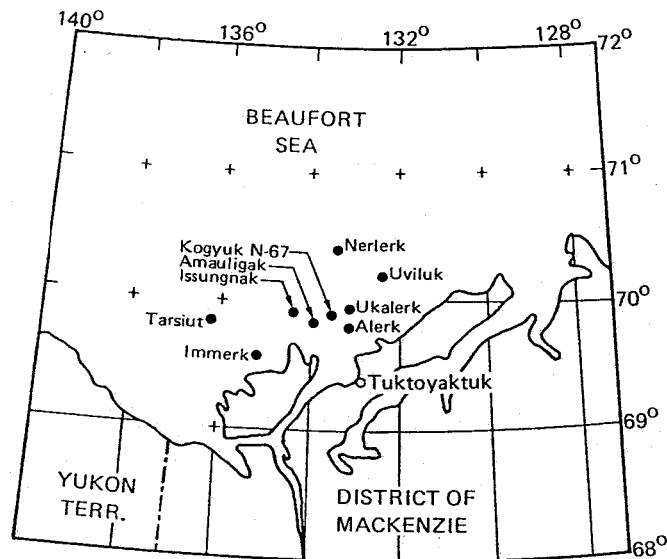 140°
136°
132°
128°
72°
BEAUFORT
SEA
71°
Kogyuk N-67
Amauligak
Issungnak
Nerlerk
Uviluk
70°
Tarsiut
Ukalerk
Alerk
Immerk
Tuktoyaktuk
69°
YUKON
TERR.
DISTRICT OF
MACKENZIE
68°